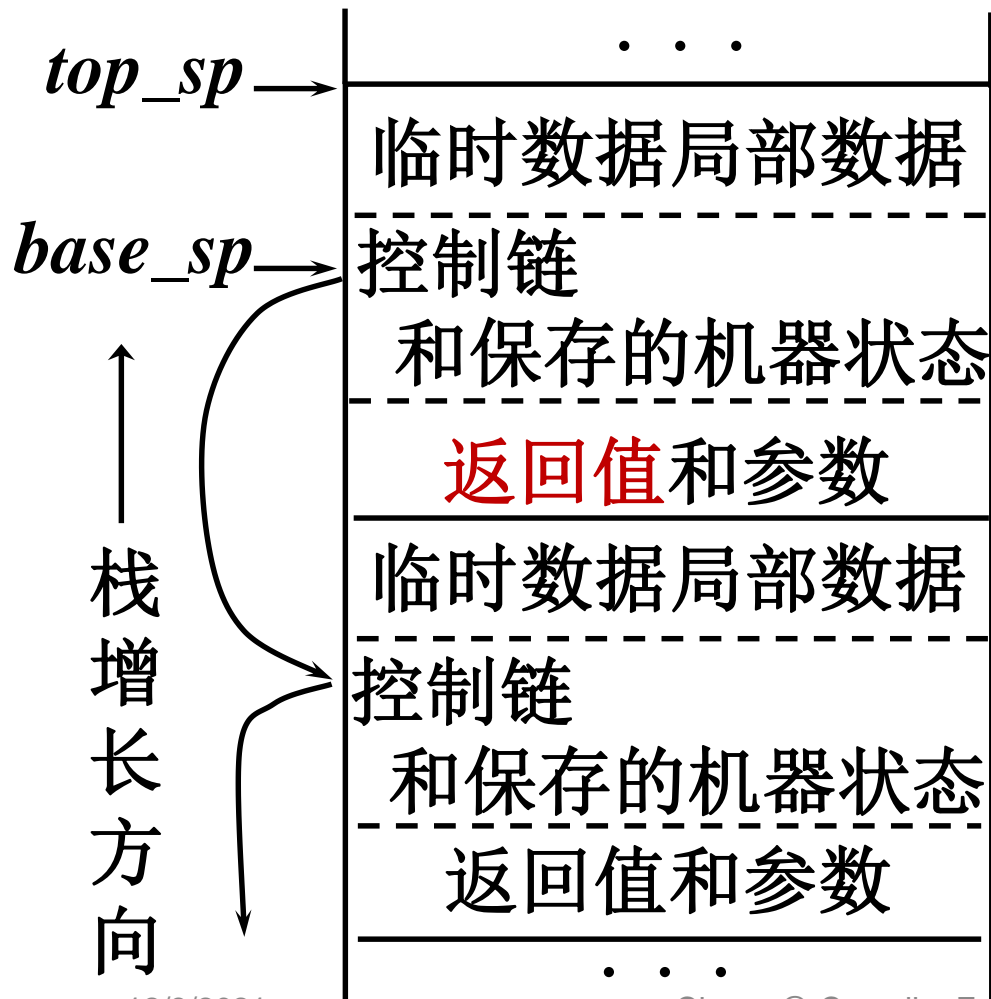 · · ·
top_sp
临时数据局部数据
base_sp
控制链
和保存的机器状态
返回值和参数
临时数据局部数据
栈增长方向
控制链
和保存的机器状态
返回值和参数
· · ·